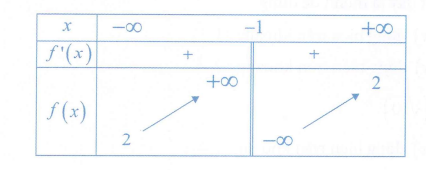 x −∞ −1 +∞
f'(x) + +
+∞ 2
f(x)
2 −∞